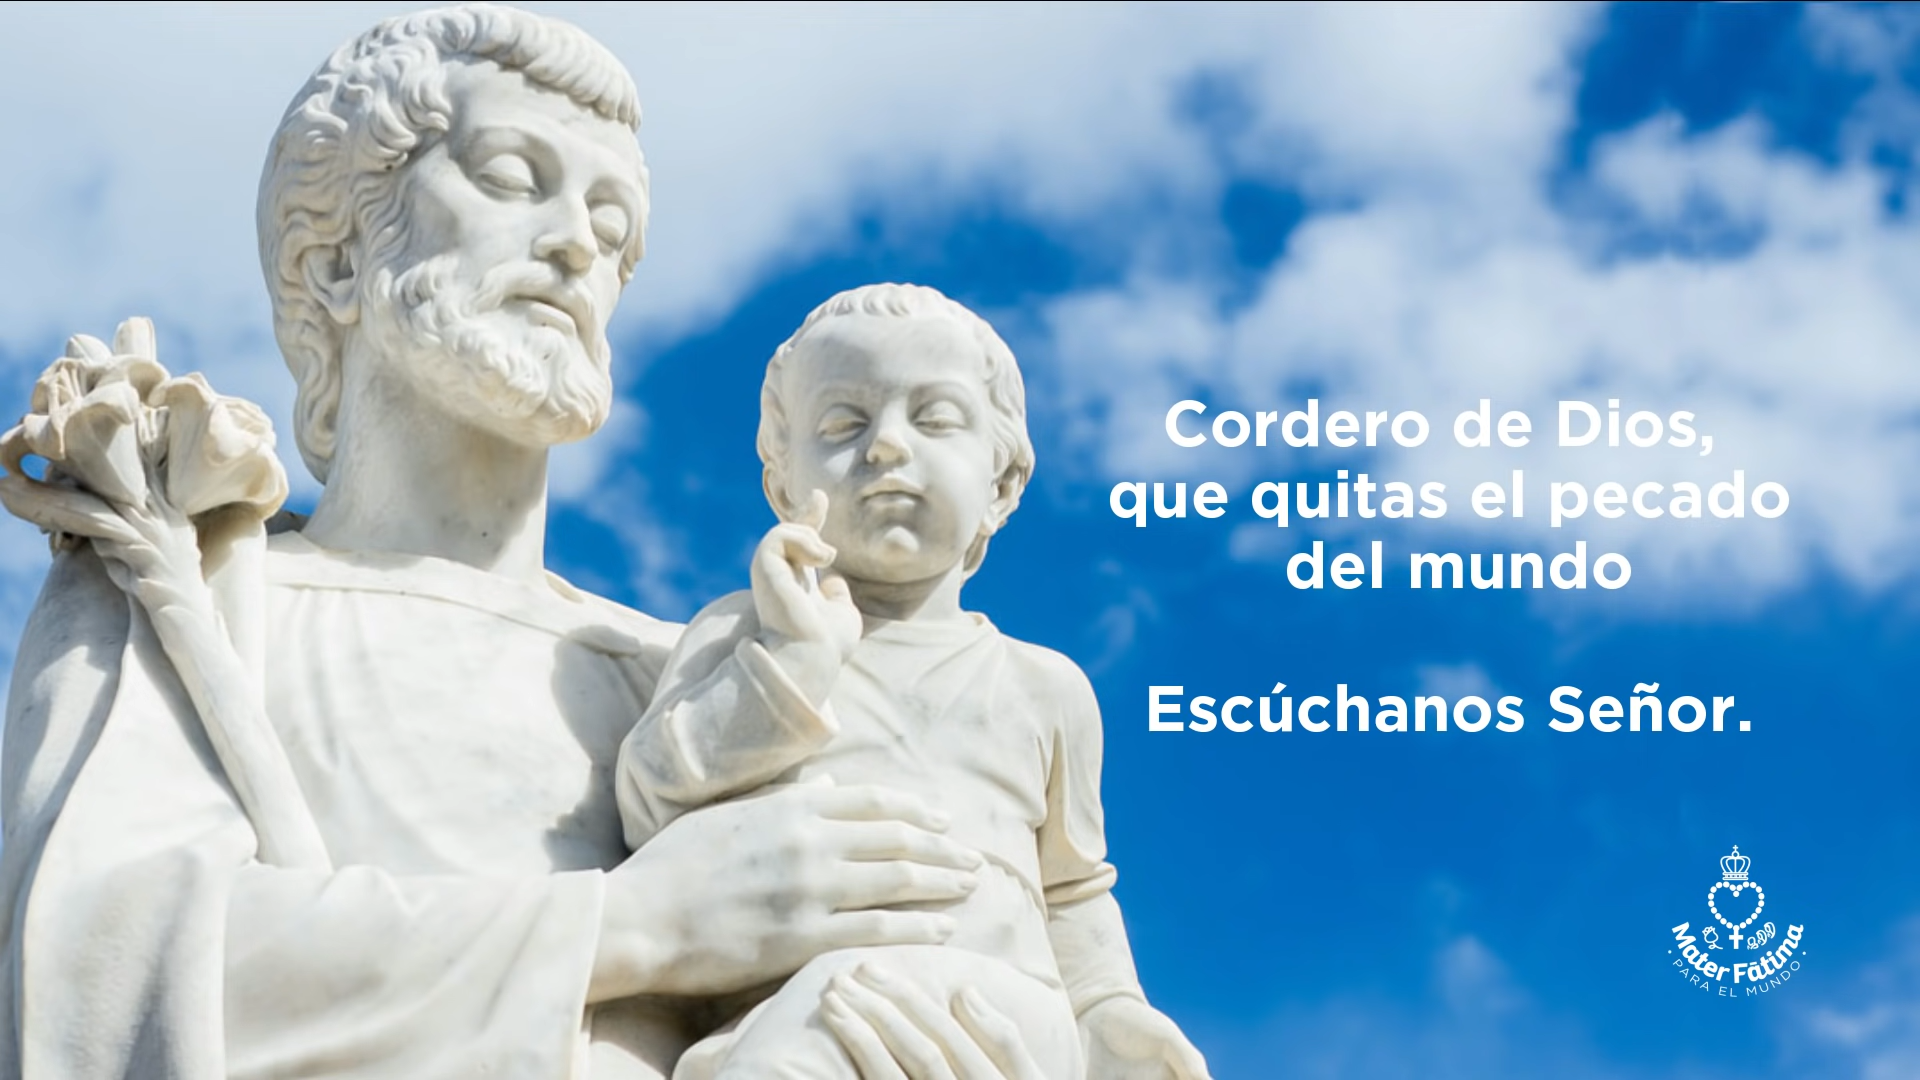 Cordero de Dios,
que quitas el pecado
del mundo
Escúchanos Señor.
Mater Fátima
PARA EL MUNDO